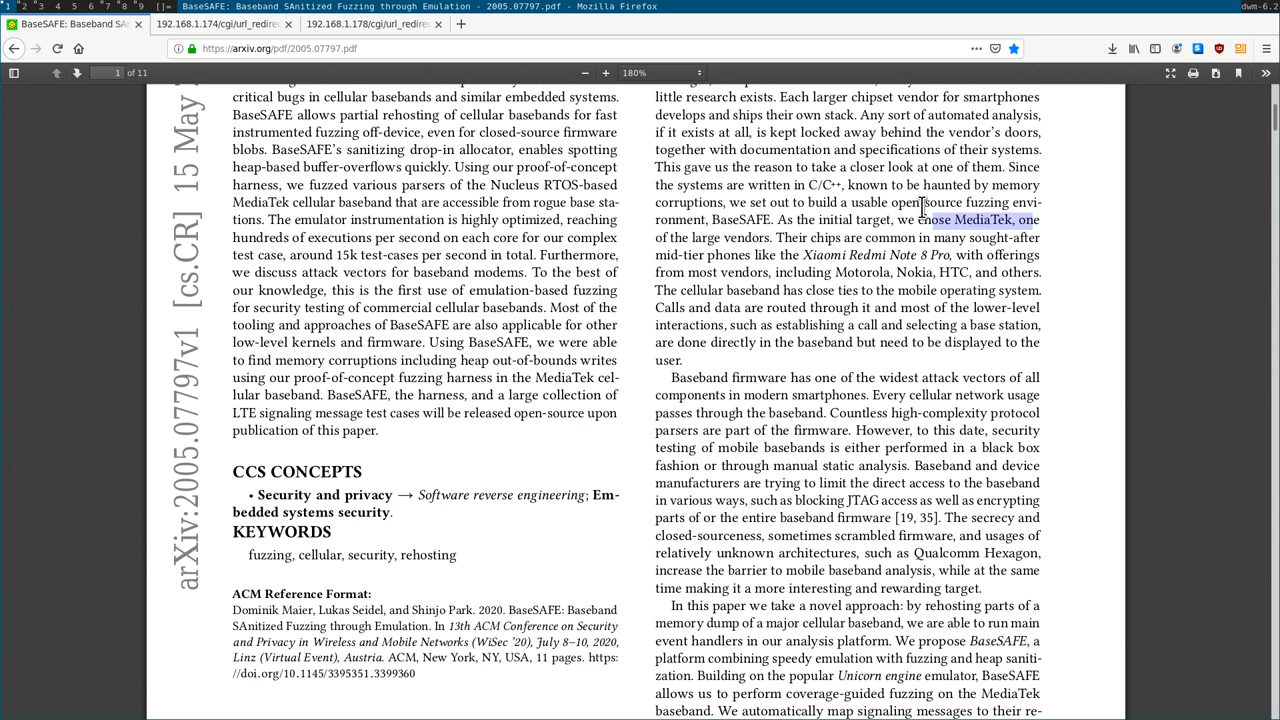 1 2 3 4 5 6 7 8 9 []= BaseSAFE: Baseband SAnitized Fuzzing through Emulation - 2005.07797.pdf - Mozilla Firefox dwm-6.2
BaseSAFE: Baseband SAn 192.168.1.174/cgi/url_redirec 192.168.1.178/cgi/url_redirec
https://arxiv.org/pdf/2005.07797.pdf
1 of 11 180%
arXiv:2005.07797v1 [cs.CR] 15 May
critical bugs in cellular basebands and similar embedded systems.
BaseSAFE allows partial rehosting of cellular basebands for fast
instrumented fuzzing off-device, even for closed-source firmware
blobs. BaseSAFE's sanitizing drop-in allocator, enables spotting
heap-based buffer-overflows quickly. Using our proof-of-concept
harness, we fuzzed various parsers of the Nucleus RTOS-based
MediaTek cellular baseband that are accessible from rogue base sta-
tions. The emulator instrumentation is highly optimized, reaching
hundreds of executions per second on each core for our complex
test case, around 15k test-cases per second in total. Furthermore,
we discuss attack vectors for baseband modems. To the best of
our knowledge, this is the first use of emulation-based fuzzing
for security testing of commercial cellular basebands. Most of the
tooling and approaches of BaseSAFE are also applicable for other
low-level kernels and firmware. Using BaseSAFE, we were able
to find memory corruptions including heap out-of-bounds writes
using our proof-of-concept fuzzing harness in the MediaTek cel-
lular baseband. BaseSAFE, the harness, and a large collection of
LTE signaling message test cases will be released open-source upon
publication of this paper.
CCS CONCEPTS
• Security and privacy → Software reverse engineering; Em-
bedded systems security.
KEYWORDS
fuzzing, cellular, security, rehosting
ACM Reference Format:
Dominik Maier, Lukas Seidel, and Shinjo Park. 2020. BaseSAFE: Baseband
SAnitized Fuzzing through Emulation. In 13th ACM Conference on Security
and Privacy in Wireless and Mobile Networks (WiSec '20), July 8–10, 2020,
Linz (Virtual Event), Austria. ACM, New York, NY, USA, 11 pages. https:
//doi.org/10.1145/3395351.3399360
little research exists. Each larger chipset vendor for smartphones
develops and ships their own stack. Any sort of automated analysis,
if it exists at all, is kept locked away behind the vendor's doors,
together with documentation and specifications of their systems.
This gave us the reason to take a closer look at one of them. Since
the systems are written in C/C++, known to be haunted by memory
corruptions, we set out to build a usable open source fuzzing envi-
ronment, BaseSAFE. As the initial target, we chose MediaTek, one
of the large vendors. Their chips are common in many sought-after
mid-tier phones like the Xiaomi Redmi Note 8 Pro, with offerings
from most vendors, including Motorola, Nokia, HTC, and others.
The cellular baseband has close ties to the mobile operating system.
Calls and data are routed through it and most of the lower-level
interactions, such as establishing a call and selecting a base station,
are done directly in the baseband but need to be displayed to the
user.
Baseband firmware has one of the widest attack vectors of all
components in modern smartphones. Every cellular network usage
passes through the baseband. Countless high-complexity protocol
parsers are part of the firmware. However, to this date, security
testing of mobile basebands is either performed in a black box
fashion or through manual static analysis. Baseband and device
manufacturers are trying to limit the direct access to the baseband
in various ways, such as blocking JTAG access as well as encrypting
parts of or the entire baseband firmware [19, 35]. The secrecy and
closed-sourceness, sometimes scrambled firmware, and usages of
relatively unknown architectures, such as Qualcomm Hexagon,
increase the barrier to mobile baseband analysis, while at the same
time making it a more interesting and rewarding target.
In this paper we take a novel approach: by rehosting parts of a
memory dump of a major cellular baseband, we are able to run main
event handlers in our analysis platform. We propose BaseSAFE, a
platform combining speedy emulation with fuzzing and heap saniti-
zation. Building on the popular Unicorn engine emulator, BaseSAFE
allows us to perform coverage-guided fuzzing on the MediaTek
baseband. We automatically map signaling messages to their re-